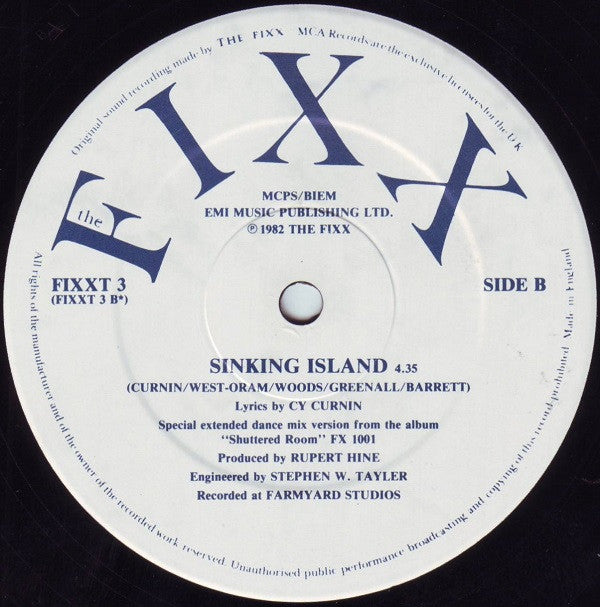 Original sound recording made by THE FIXX MCA Records are the exclusive licensees for the UK
the FIXX
MCPS/BIEM
EMI MUSIC PUBLISHING LTD.
℗ 1982 THE FIXX
FIXXT 3
(FIXXT 3 B*)
SIDE B
SINKING ISLAND 4.35
(CURNIN/WEST-ORAM/WOODS/GREENALL/BARRETT)
Lyrics by CY CURNIN
Special extended dance mix version from the album
"Shuttered Room" FX 1001
Produced by RUPERT HINE
Engineered by STEPHEN W. TAYLER
Recorded at FARMYARD STUDIOS
All rights of the manufacturer and of the owner of the recorded work reserved. Unauthorised public performance broadcasting and copying of this record prohibited Made in England